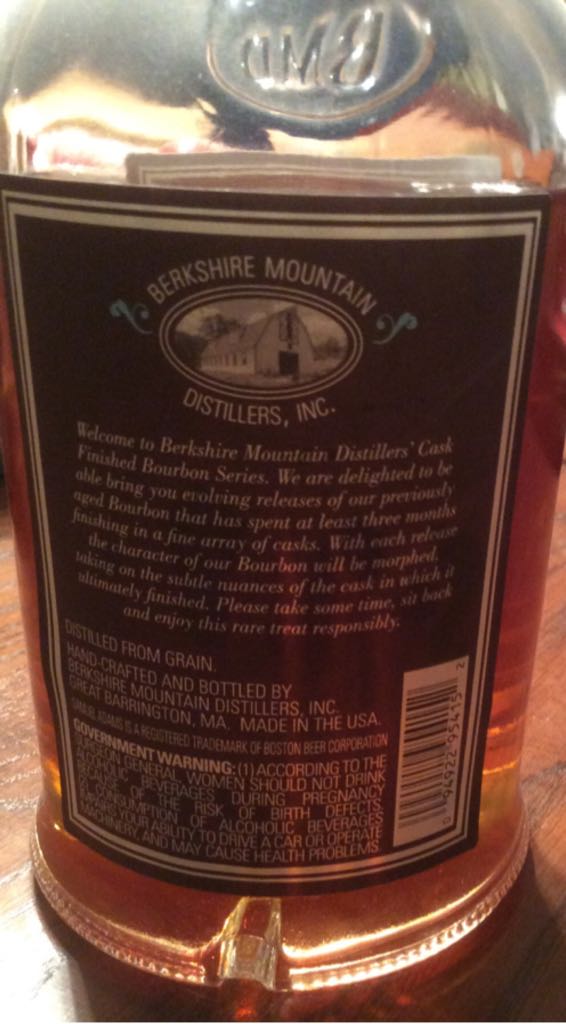 BMD
BERKSHIRE MOUNTAIN
DISTILLERS, INC.
Welcome to Berkshire Mountain Distillers' Cask
Finished Bourbon Series. We are delighted to be
able bring you evolving releases of our previously
aged Bourbon that has spent at least three months
finishing in a fine array of casks. With each release
the character of our Bourbon will be morphed,
taking on the subtle nuances of the cask in which it
ultimately finished. Please take some time, sit back
and enjoy this rare treat responsibly.
DISTILLED FROM GRAIN.
HAND-CRAFTED AND BOTTLED BY
BERKSHIRE MOUNTAIN DISTILLERS, INC.
GREAT BARRINGTON, MA. MADE IN THE USA.
SAMUEL ADAMS IS A REGISTERED TRADEMARK OF BOSTON BEER CORPORATION
GOVERNMENT WARNING: (1) ACCORDING TO THE
SURGEON GENERAL, WOMEN SHOULD NOT DRINK
ALCOHOLIC BEVERAGES DURING PREGNANCY
BECAUSE OF THE RISK OF BIRTH DEFECTS.
(2) CONSUMPTION OF ALCOHOLIC BEVERAGES
IMPAIRS YOUR ABILITY TO DRIVE A CAR OR OPERATE
MACHINERY, AND MAY CAUSE HEALTH PROBLEMS.
0 94922 95415 2